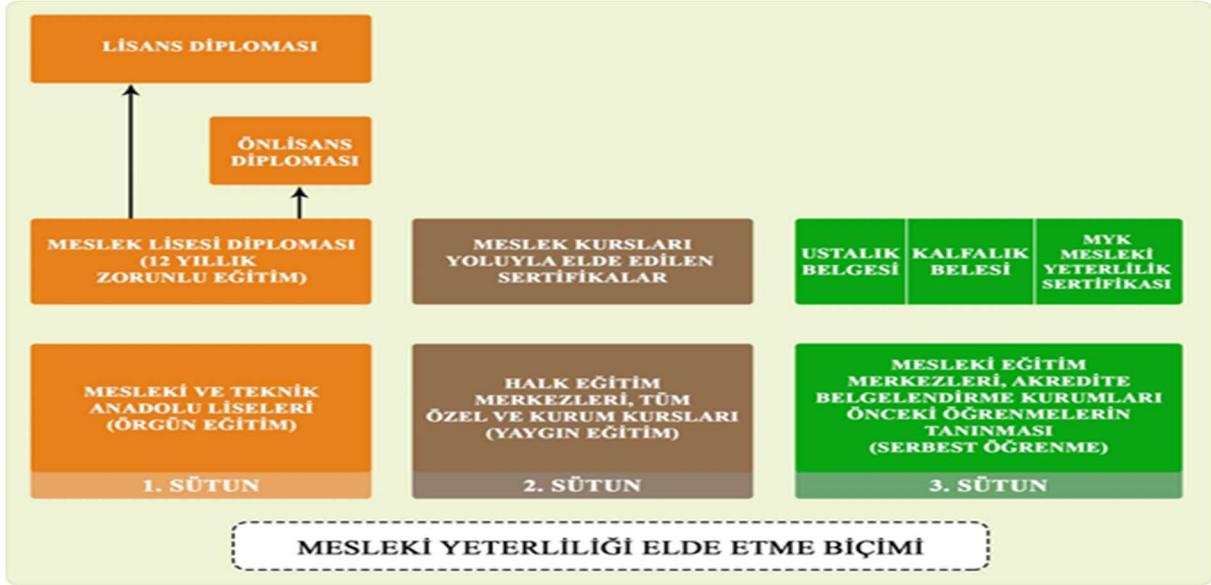 LİSANS DİPLOMASI
ÖNLİSANS
DİPLOMASI
MESLEK LİSESİ DİPLOMASI
(12 YILLIK
ZORUNLU EĞİTİM)
MESLEK KURSLARI
YOLUYLA ELDE EDİLEN
SERTİFİKALAR
USTALIK
BELGESİ
KALFALIK
BELESİ
MYK
MESLEKİ
YETERLİLİK
SERTİFİKASI
MESLEKİ VE TEKNİK
ANADOLU LİSELERİ
(ÖRGÜN EĞİTİM)
1. SÜTUN
HALK EĞİTİM
MERKEZLERİ, TÜM
ÖZEL VE KURUM KURSLARI
(YAYGIN EĞİTİM)
2. SÜTUN
MESLEKİ EĞİTİM
MERKEZLERİ, AKREDİTE
BELGELENDİRME KURUMLARI
ÖNCEKİ ÖĞRENMELERİN
TANINMASI
(SERBEST ÖĞRENME)
3. SÜTUN
MESLEKİ YETERLİLİĞİ ELDE ETME BİÇİMİ